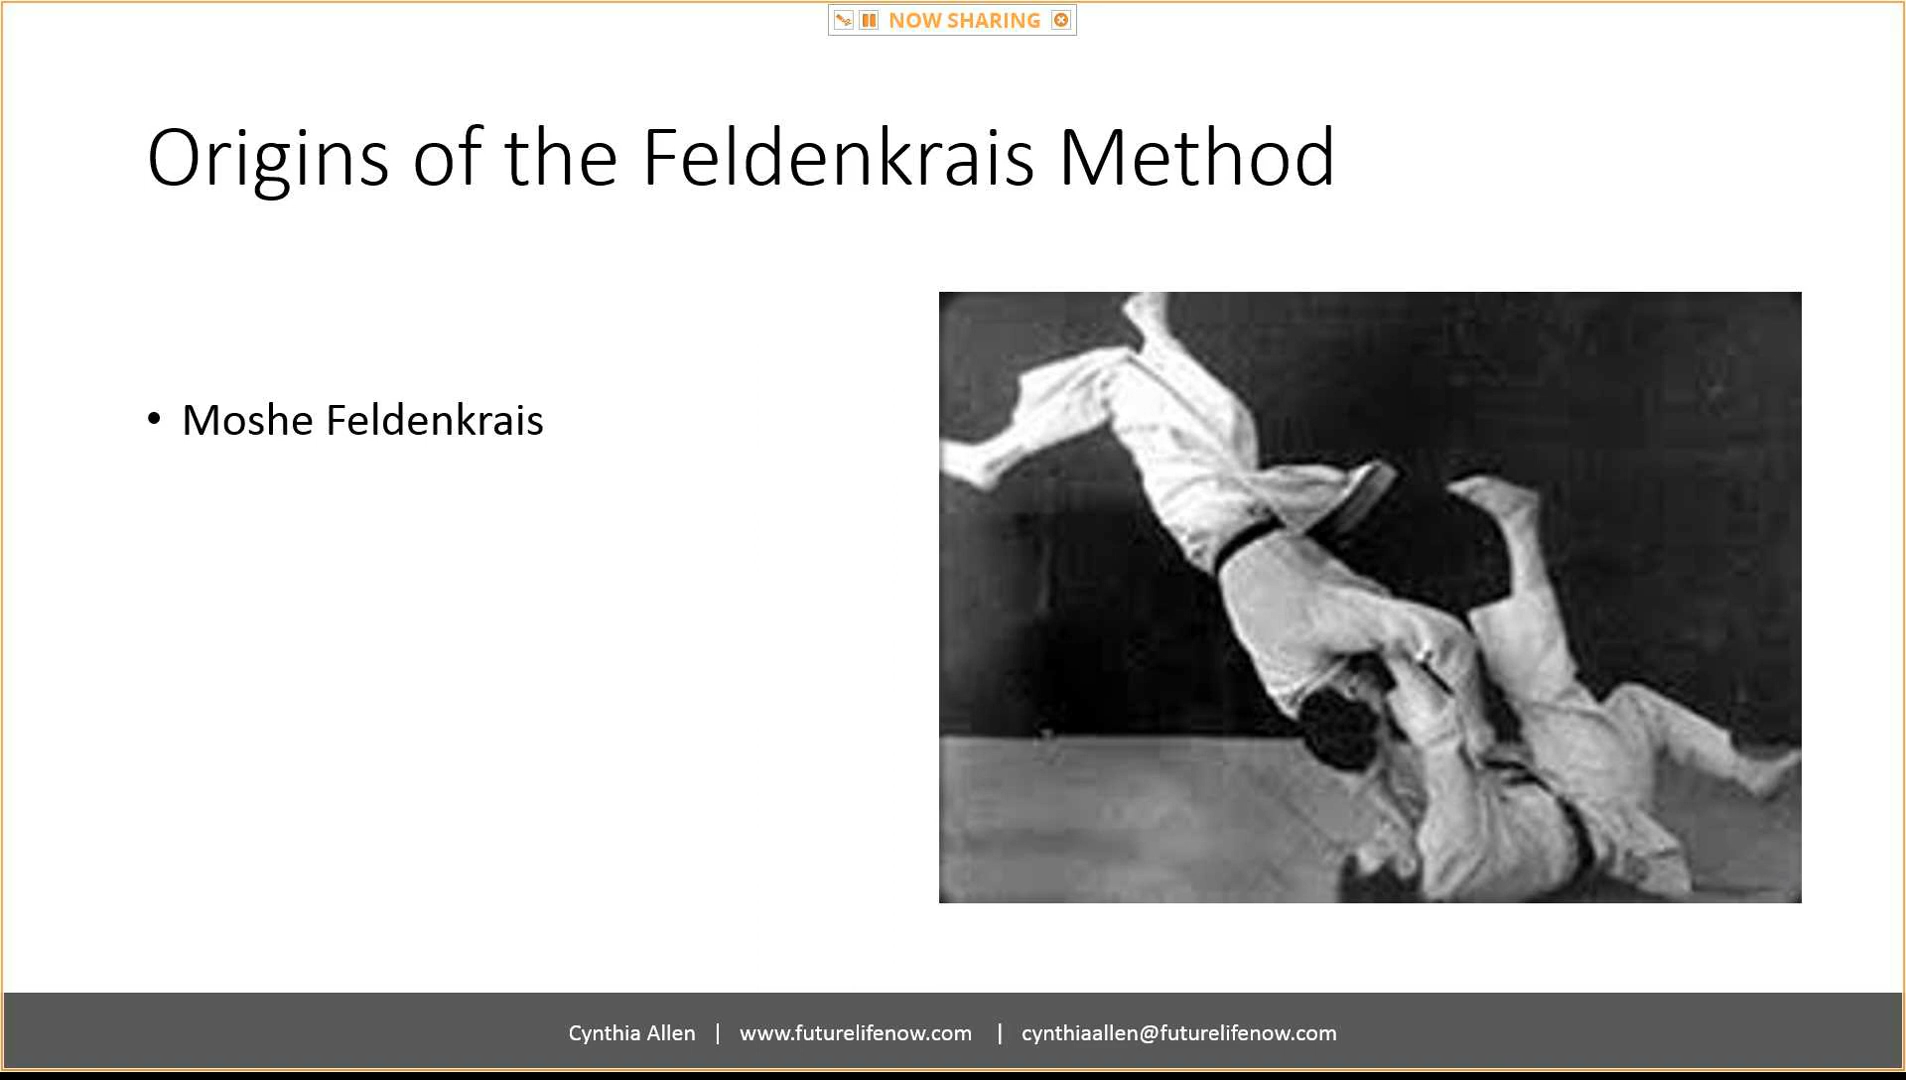 NOW SHARING
Origins of the Feldenkrais Method
• Moshe Feldenkrais
Cynthia Allen | www.futurelifenow.com | cynthiaallen@futurelifenow.com